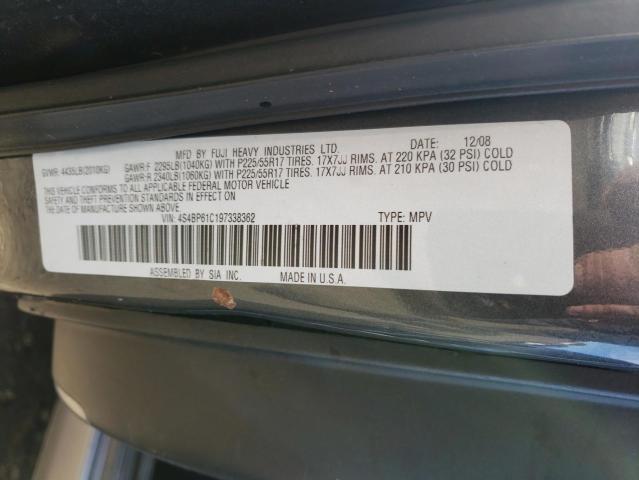 MFD BY FUJI HEAVY INDUSTRIES LTD. DATE: 12/08
GVWR: 4435LB(2010KG) GAWR:F 2295LB(1040KG) WITH P225/55R17 TIRES. 17X7JJ RIMS. AT 220 KPA (32 PSI) COLD
GAWR:R 2340LB(1060KG) WITH P225/55R17 TIRES. 17X7JJ RIMS. AT 210 KPA (30 PSI) COLD
THIS VEHICLE CONFORMS TO ALL APPLICABLE FEDERAL MOTOR VEHICLE
SAFETY AND THEFT PREVENTION STANDARDS IN EFFECT ON
THE DATE OF MANUFACTURE SHOWN ABOVE.
VIN: 4S4BP61C197338362 TYPE: MPV
ASSEMBLED BY SIA INC. MADE IN U.S.A.